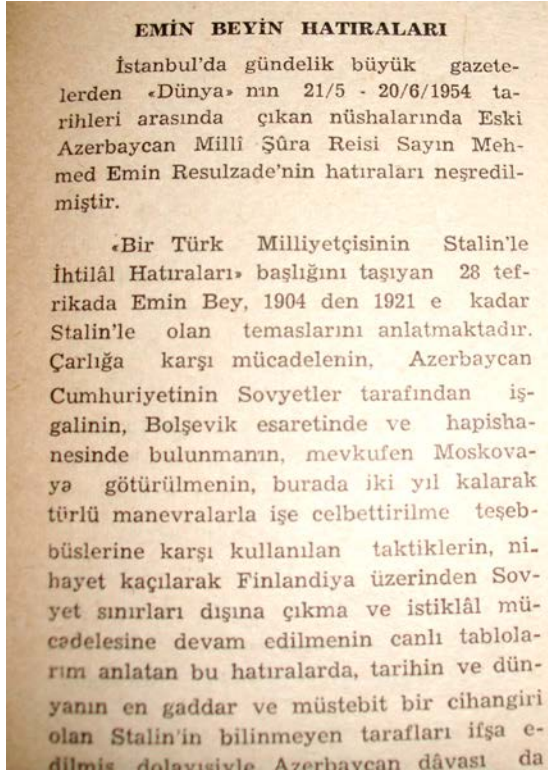 EMİN BEYİN HATIRALARI
İstanbul'da gündelik büyük gazete-
lerden «Dünya» nın 21/5 - 20/6/1954 ta-
rihleri arasında çıkan nüshalarında Eski
Azerbaycan Millî Şûra Reisi Sayın Meh-
med Emin Resulzade'nin hatıraları neşredil-
miştir.
«Bir Türk Milliyetçisinin Stalin'le
İhtilâl Hatıraları» başlığını taşıyan 28 tef-
rikada Emin Bey, 1904 den 1921 e kadar
Stalin'le olan temaslarını anlatmaktadır.
Çarlığa karşı mücadelenin, Azerbaycan
Cumhuriyetinin Sovyetler tarafından iş-
galinin, Bolşevik esaretinde ve hapisha-
nesinde bulunmanın, mevkufen Moskova-
ya götürülmenin, burada iki yıl kalarak
türlü manevralarla işe celbettirilme teşeb-
büslerine karşı kullanılan taktiklerin, ni-
hayet kaçılarak Finlandiya üzerinden Sov-
yet sınırları dışına çıkma ve istiklâl mü-
cadelesine devam edilmenin canlı tablola-
rım anlatan bu hatıralarda, tarihin ve dün-
yanın en gaddar ve müstebit bir cihangiri
olan Stalin'in bilinmeyen tarafları ifşa e-
dilmiş dolayısiyle Azerbaycan dâvası da